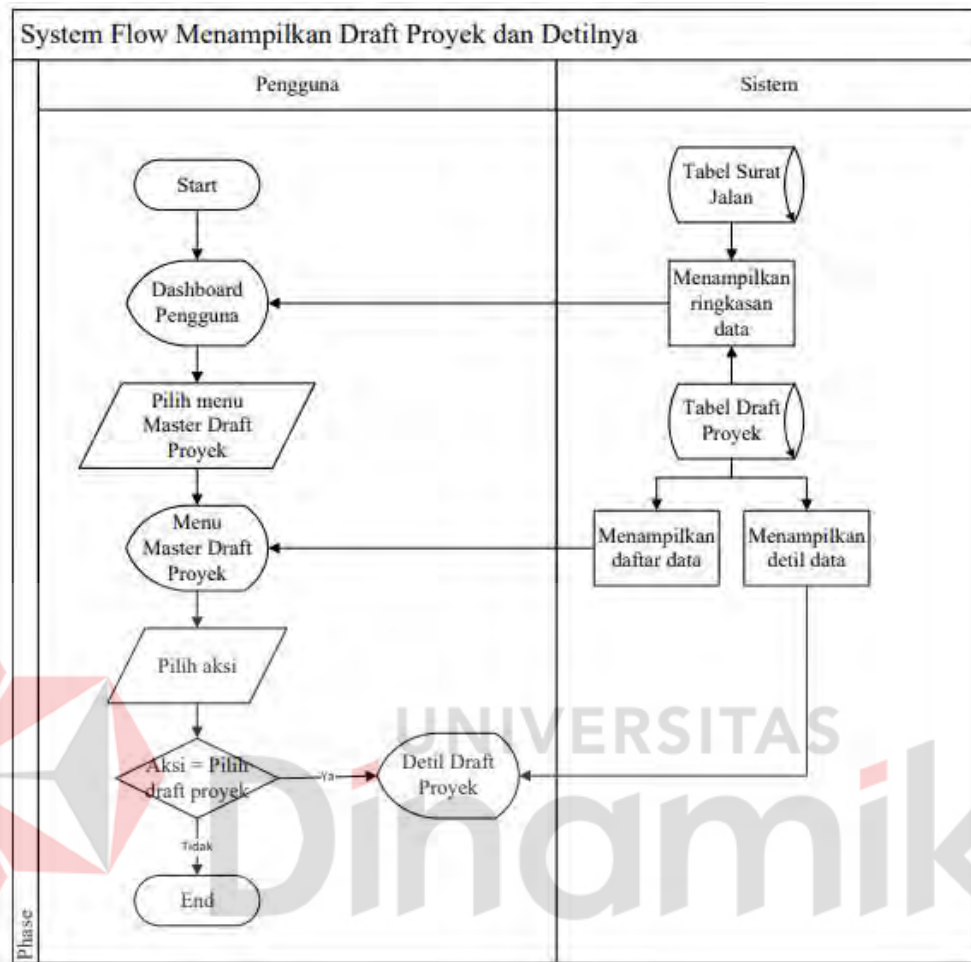 System Flow Menampilkan Draft Proyek dan Detilnya
Pengguna
Sistem
Start
Tabel Surat
Jalan
Dashboard
Pengguna
Menampilkan
ringkasan
data
Pilih menu
Master Draft
Proyek
Tabel Draft
Proyek
Menu
Master Draft
Proyek
Menampilkan
daftar data
Menampilkan
detil data
Pilih aksi
UNIVERSITAS
Dinamik
Aksi = Pilih
draft proyek
Ya
Detil Draft
Proyek
Tidak
End
Phase